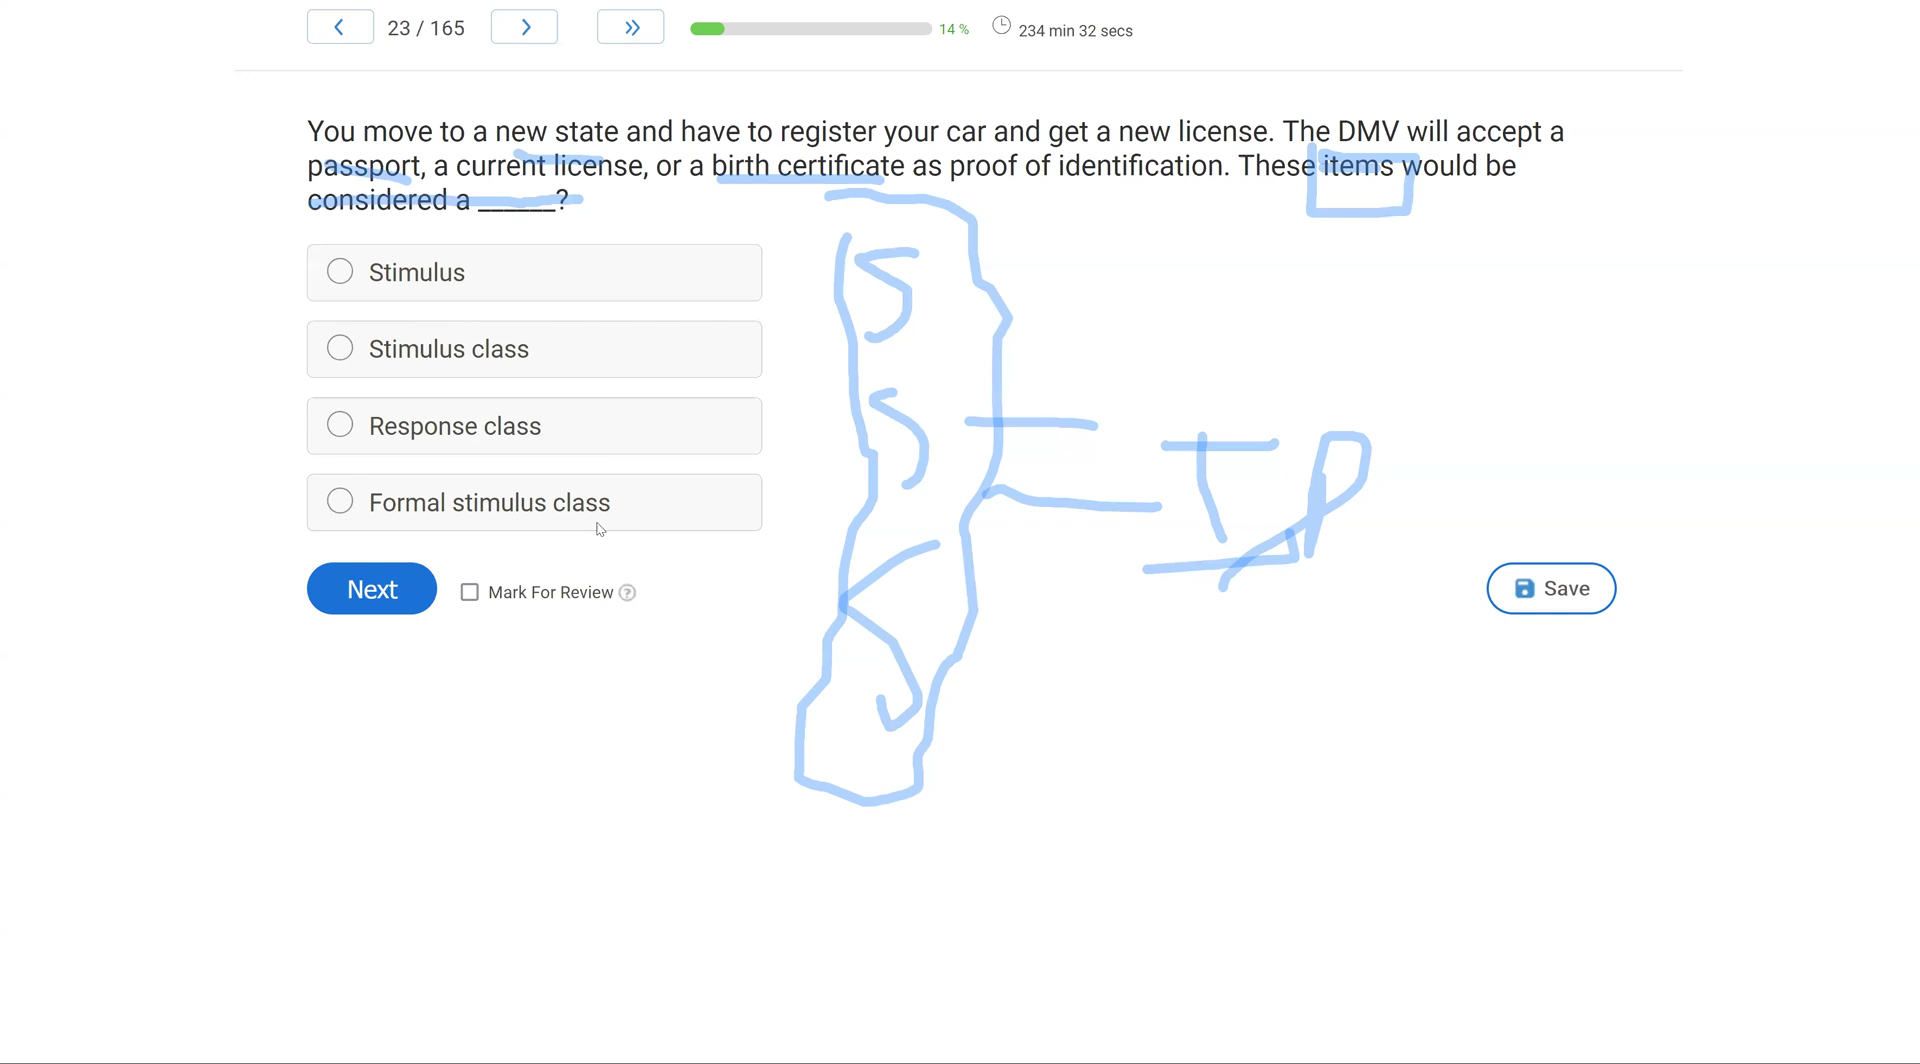 23 / 165
14 %
234 min 32 secs
You move to a new state and have to register your car and get a new license. The DMV will accept a
passport, a current license, or a birth certificate as proof of identification. These items would be
considered a ______?
Stimulus
S
Stimulus class
Response class
S
Formal stimulus class
Next
Mark For Review
?
Save
S